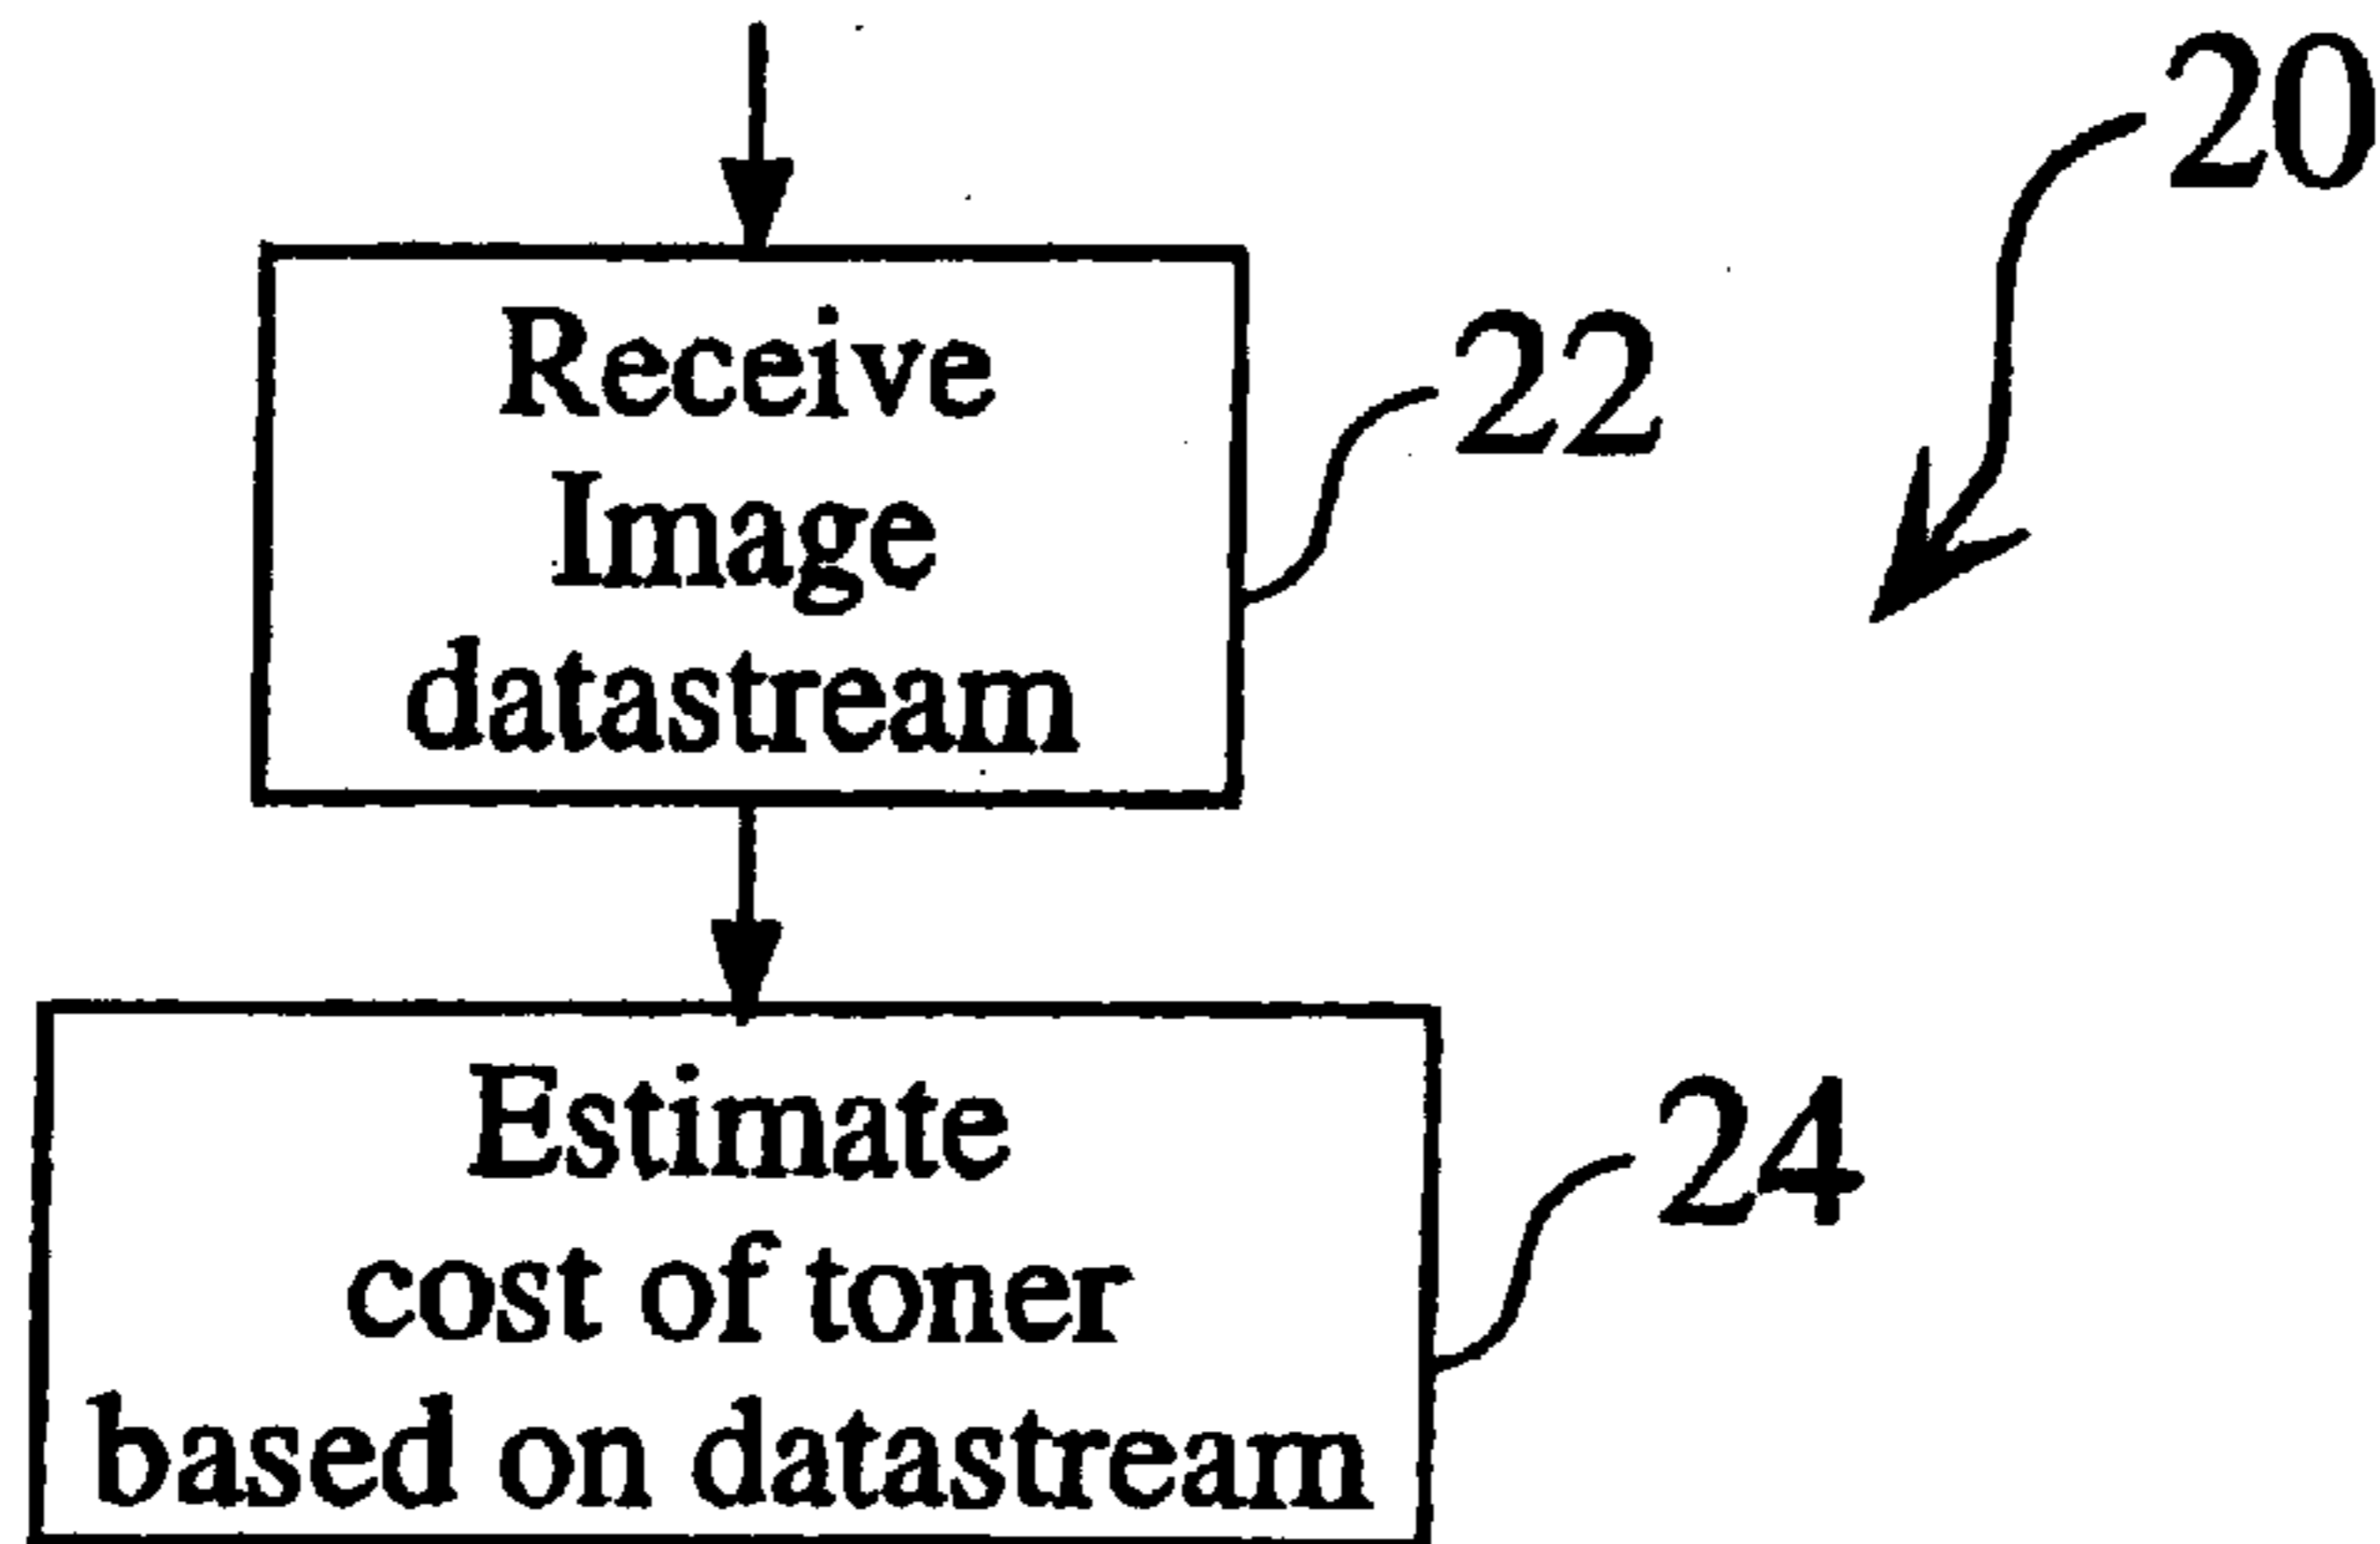 20
Receive
Image
datastream
22
Estimate
cost of toner
based on datastream
24